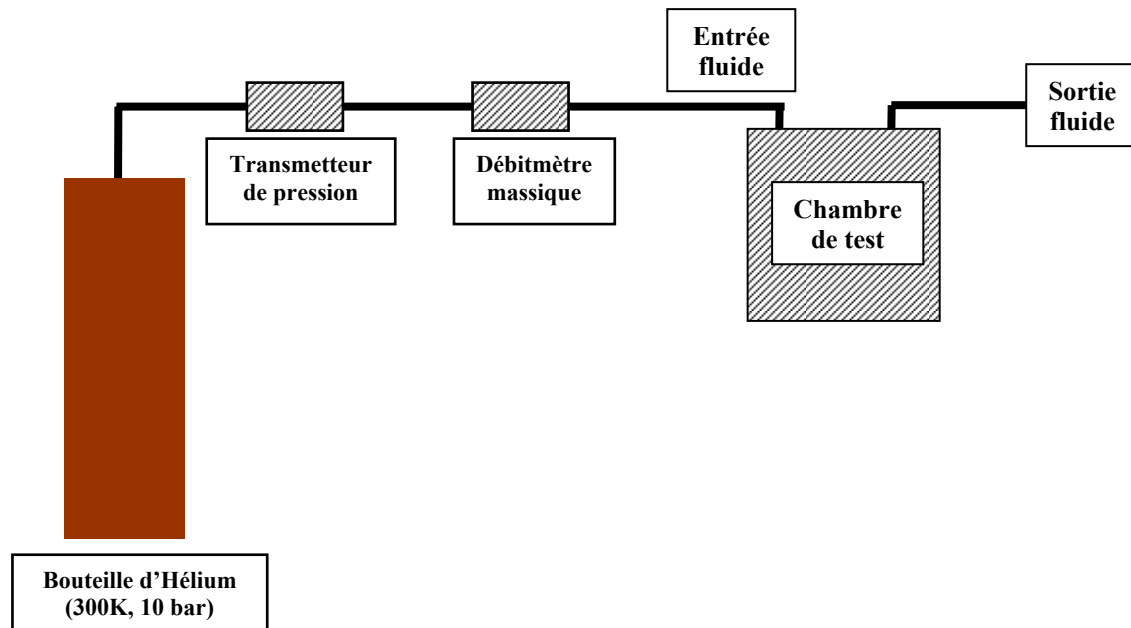 Entrée
fluide
Sortie
fluide
Transmetteur
de pression
Débitmètre
massique
Chambre
de test
Bouteille d’Hélium
(300K, 10 bar)